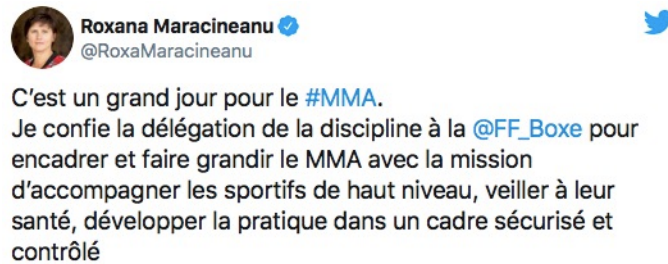 Roxana Maracineanu
@RoxaMaracineanu
C’est un grand jour pour le #MMA.
Je confie la délégation de la discipline à la @FF_Boxe pour
encadrer et faire grandir le MMA avec la mission
d’accompagner les sportifs de haut niveau, veiller à leur
santé, développer la pratique dans un cadre sécurisé et
contrôlé